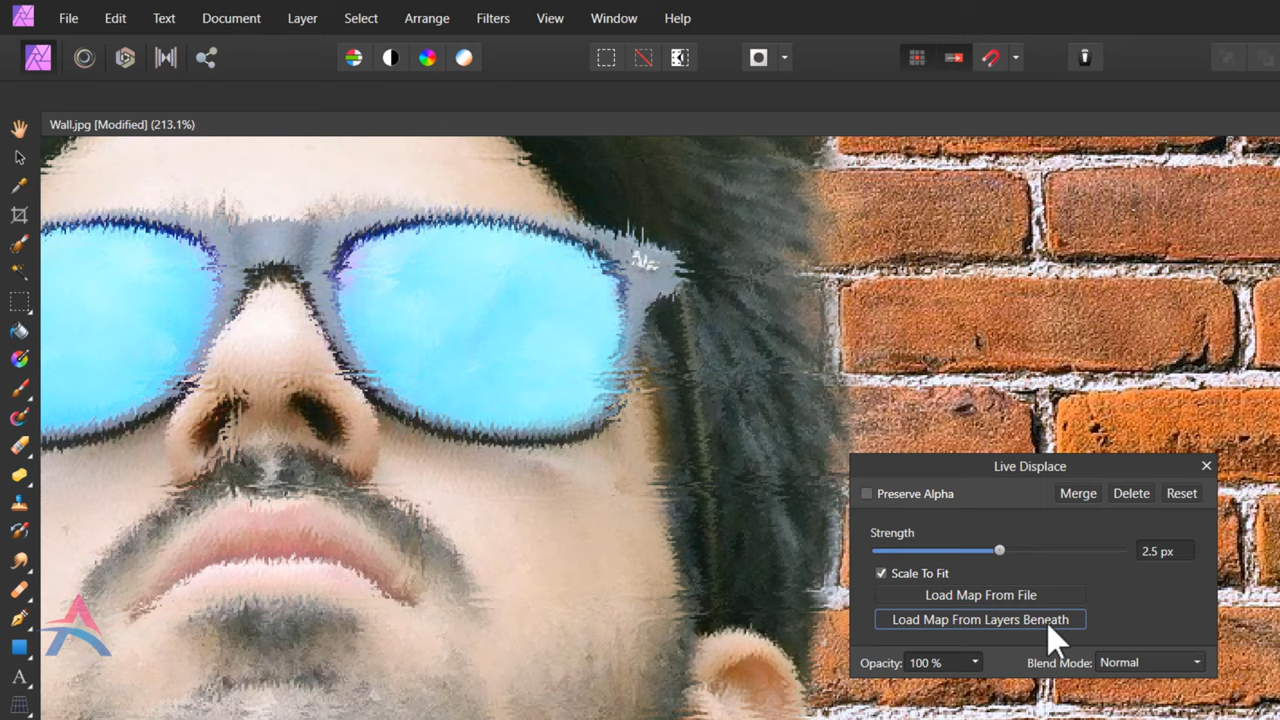 File Edit Text Document Layer Select Arrange Filters View Window Help
Wall.jpg [Modified] (213.1%)
Live Displace
Preserve Alpha Merge Delete Reset
Strength
2.5 px
Scale To Fit
Load Map From File
Load Map From Layers Beneath
Opacity: 100 % Blend Mode: Normal